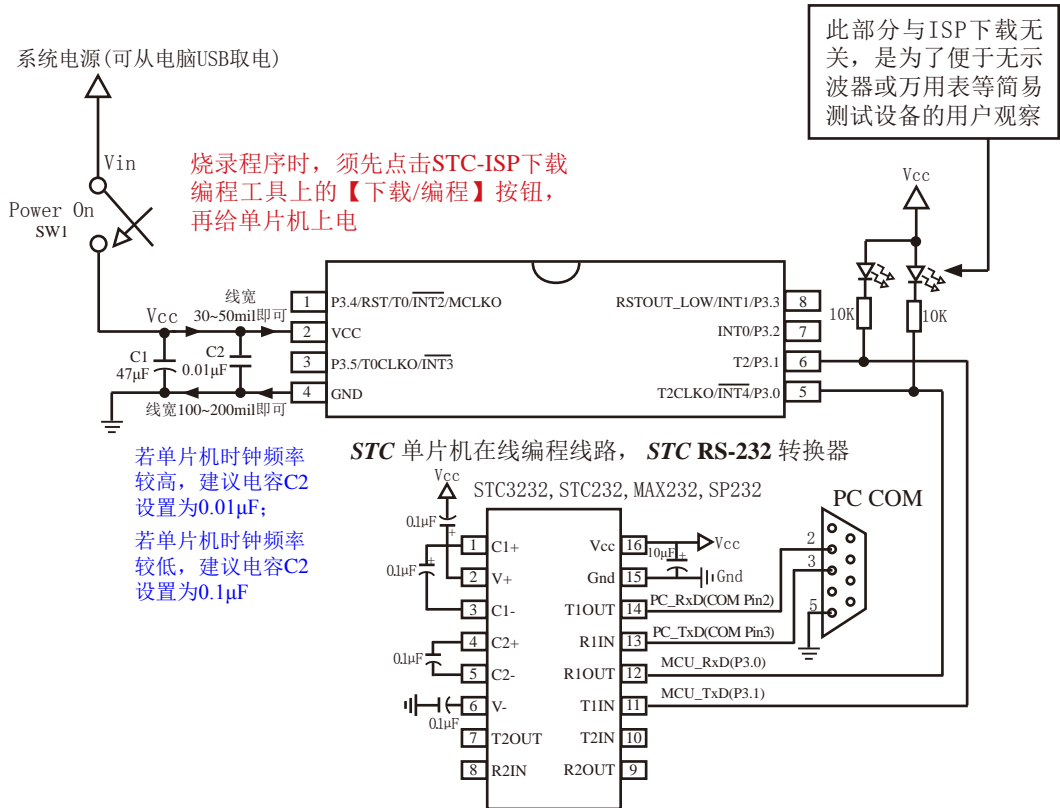 系统电源(可从电脑USB取电)
Vin
Power On
SW1
烧录程序时，须先点击STC-ISP下载
编程工具上的【下载/编程】按钮，
再给单片机上电
此部分与ISP下载无
关，是为了便于无示
波器或万用表等简易
测试设备的用户观察
Vcc
10K
10K
线宽
30~50mil即可
Vcc
C1
47μF
C2
0.01μF
线宽100~200mil即可
1 P3.4/RST/T0/INT2/MCLKO
2 VCC
3 P3.5/T0CLKO/INT3
4 GND
RSTOUT_LOW/INT1/P3.3 8
INT0/P3.2 7
T2/P3.1 6
T2CLKO/INT4/P3.0 5
若单片机时钟频率
较高，建议电容C2
设置为0.01μF；
若单片机时钟频率
较低，建议电容C2
设置为0.1μF
STC 单片机在线编程线路， STC RS-232 转换器
STC3232,STC232,MAX232,SP232
Vcc
0.1μF
+
0.1μF
+
0.1μF
0.1μF
1 C1+
2 V+
3 C1-
4 C2+
5 C2-
6 V-
7 T2OUT
8 R2IN
Vcc 16
Gnd 15
T1OUT 14
R1IN 13
R1OUT 12
T1IN 11
T2IN 10
R2OUT 9
10μF
+
Vcc
Gnd
PC_RxD(COM Pin2)
PC_TxD(COM Pin3)
MCU_RxD(P3.0)
MCU_TxD(P3.1)
PC COM
2
3
5